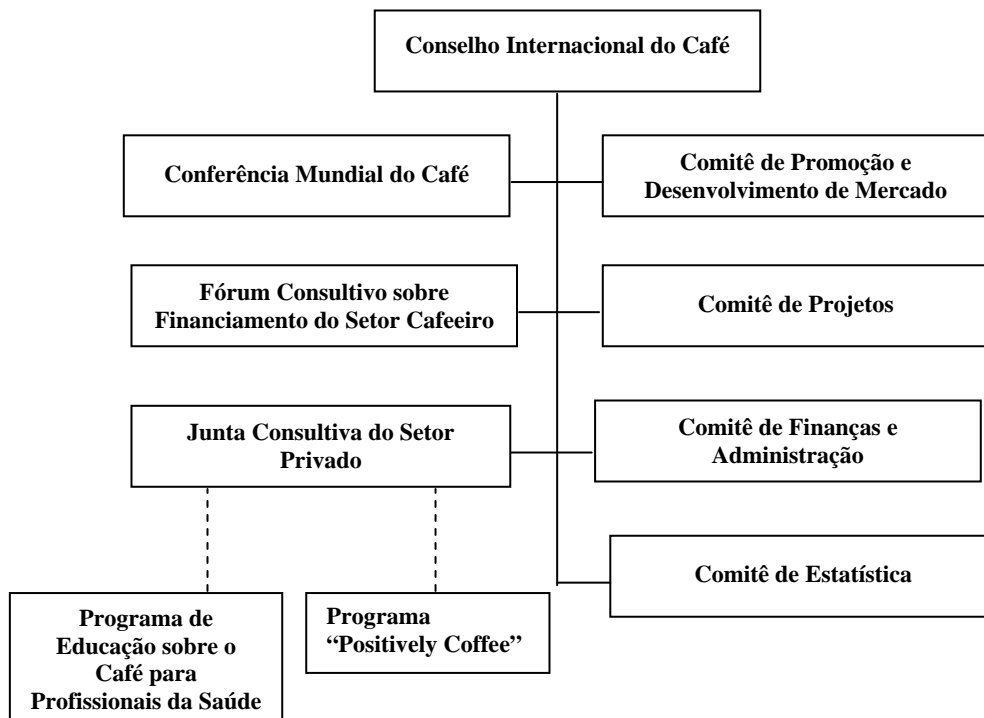 Conselho Internacional do Café
Conferência Mundial do Café
Comitê de Promoção e
Desenvolvimento de Mercado
Fórum Consultivo sobre
Financiamento do Setor Cafeeiro
Comitê de Projetos
Junta Consultiva do Setor
Privado
Comitê de Finanças e
Administração
Comitê de Estatística
Programa de
Educação sobre o
Café para
Profissionais da Saúde
Programa
“Positively Coffee”